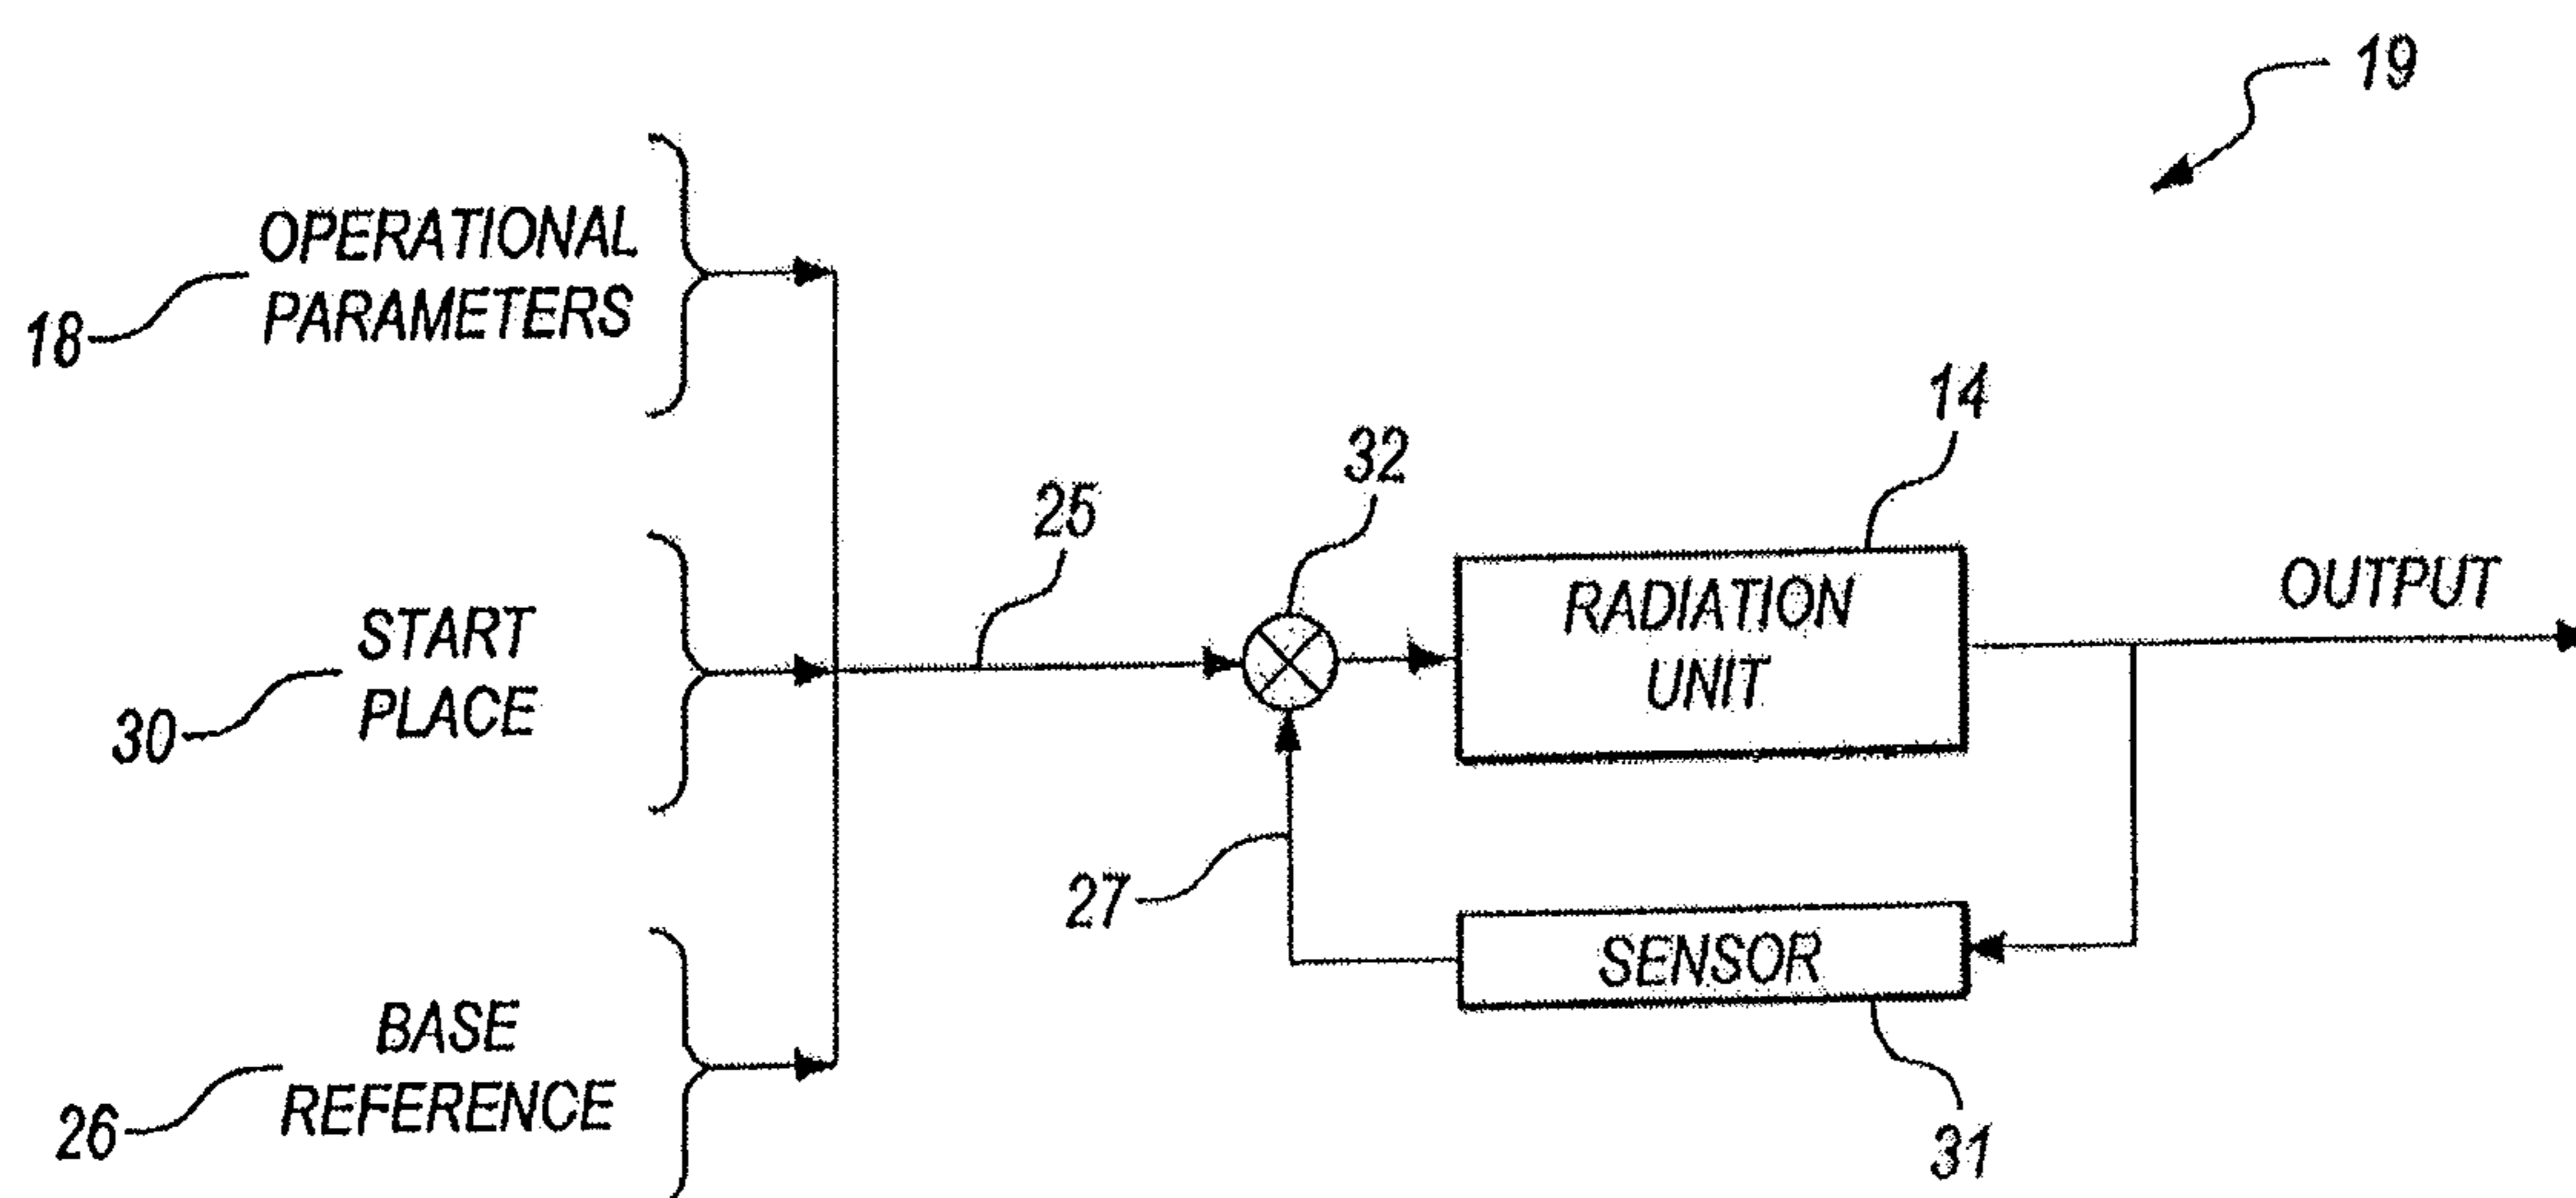 19
OPERATIONAL
PARAMETERS
18
14
32
25
RADIATION
UNIT
OUTPUT
START
PLACE
30
27
SENSOR
BASE
REFERENCE
26
31